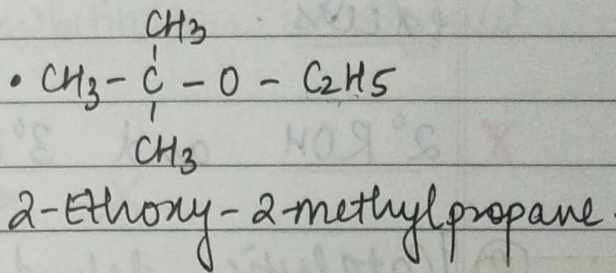 CH3
• CH3 - C - O - C2H5
CH3
2-Ethoxy-2-methylpropane.